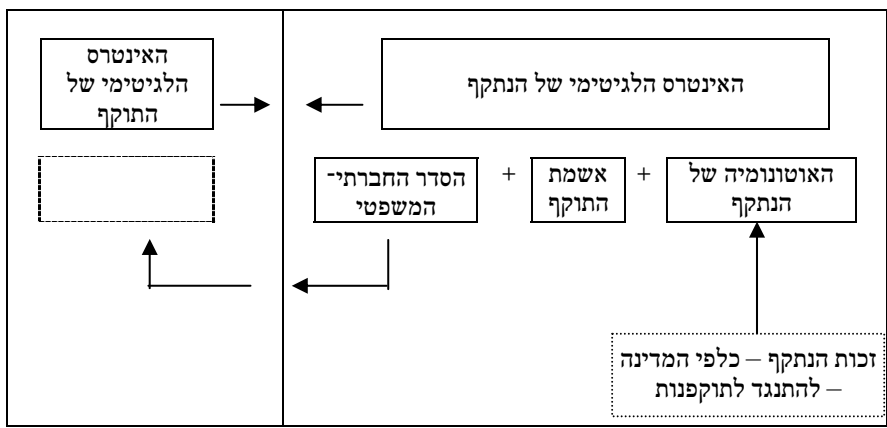 האינטרס הלגיטימי של הנתקף
האינטרס
הלגיטימי של
התוקף
האוטונומיה של
הנתקף
+
אשמת
התוקף
+
הסדר החברתי־
המשפטי
זכות הנתקף – כלפי המדינה
– להתנגד לתוקפנות